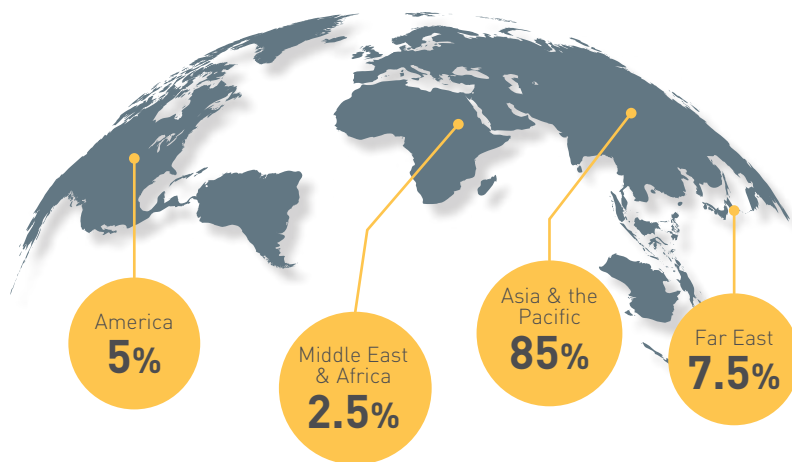 America
5%
Middle East
& Africa
2.5%
Asia & the
Pacific
85%
Far East
7.5%